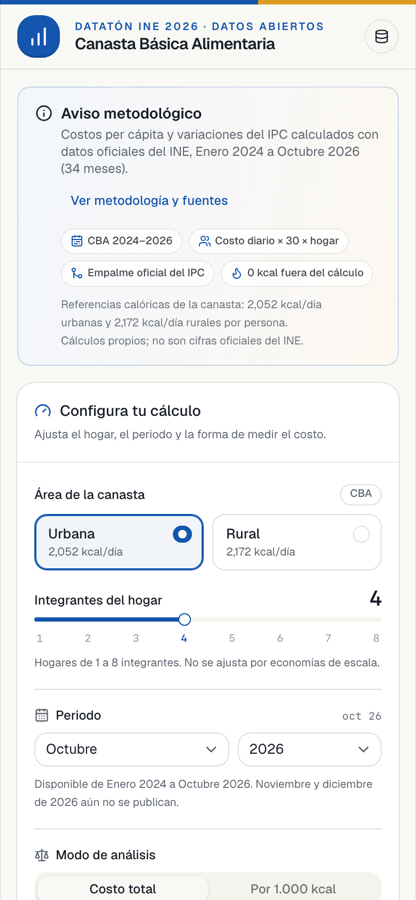 DATATÓN INE 2026 · DATOS ABIERTOS
Canasta Básica Alimentaria
Aviso metodológico
Costos per cápita y variaciones del IPC calculados con
datos oficiales del INE, Enero 2024 a Octubre 2026
(34 meses).
Ver metodología y fuentes
CBA 2024–2026
Costo diario × 30 × hogar
Empalme oficial del IPC
0 kcal fuera del cálculo
Referencias calóricas de la canasta: 2,052 kcal/día
urbanas y 2,172 kcal/día rurales por persona.
Cálculos propios; no son cifras oficiales del INE.
Configura tu cálculo
Ajusta el hogar, el periodo y la forma de medir el costo.
Área de la canasta
CBA
Urbana
2,052 kcal/día
Rural
2,172 kcal/día
Integrantes del hogar
4
1 2 3 4 5 6 7 8
Hogares de 1 a 8 integrantes. No se ajusta por economías de escala.
Periodo
oct 26
Octubre
2026
Disponible de Enero 2024 a Octubre 2026. Noviembre y diciembre
de 2026 aún no se publican.
Modo de análisis
Costo total
Por 1.000 kcal